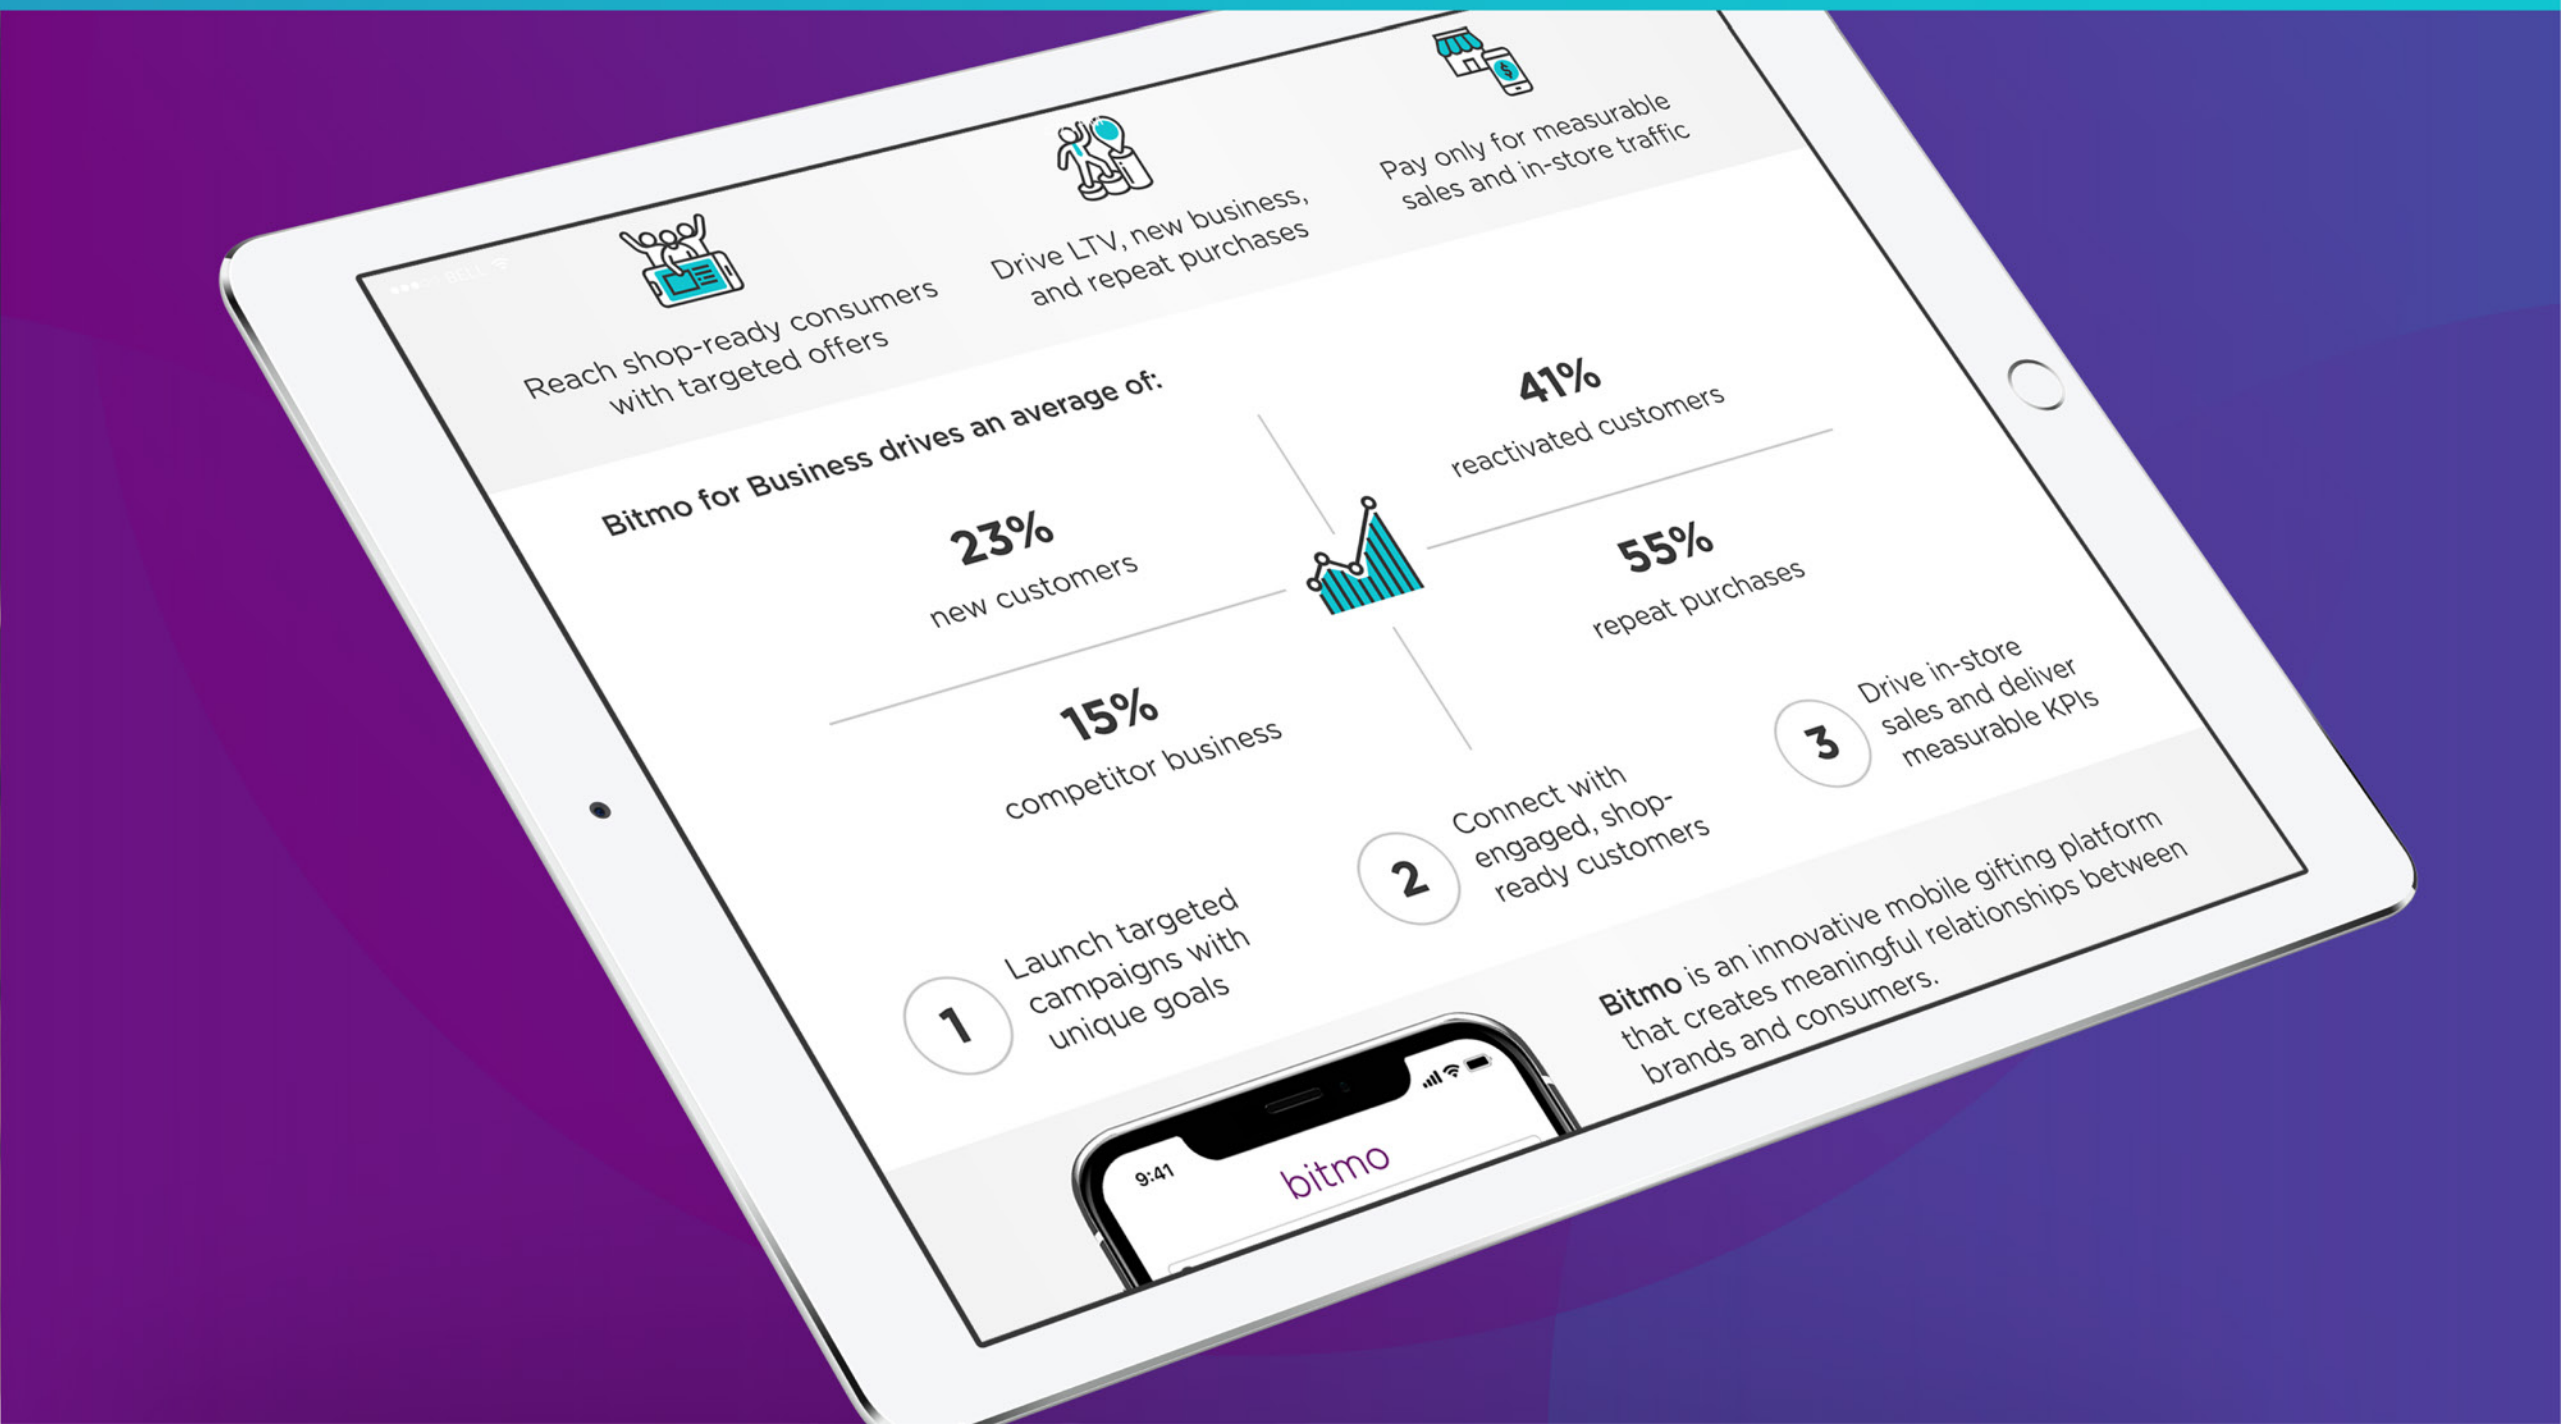 Reach shop-ready consumers
with targeted offers
Drive LTV, new business,
and repeat purchases
Pay only for measurable
sales and in-store traffic
Bitmo for Business drives an average of:
23%
new customers
41%
reactivated customers
15%
competitor business
55%
repeat purchases
1
Launch targeted
campaigns with
unique goals
2
Connect with
engaged, shop-
ready customers
3
Drive in-store
sales and deliver
measurable KPIs
Bitmo is an innovative mobile gifting platform
that creates meaningful relationships between
brands and consumers.
9:41
bitmo